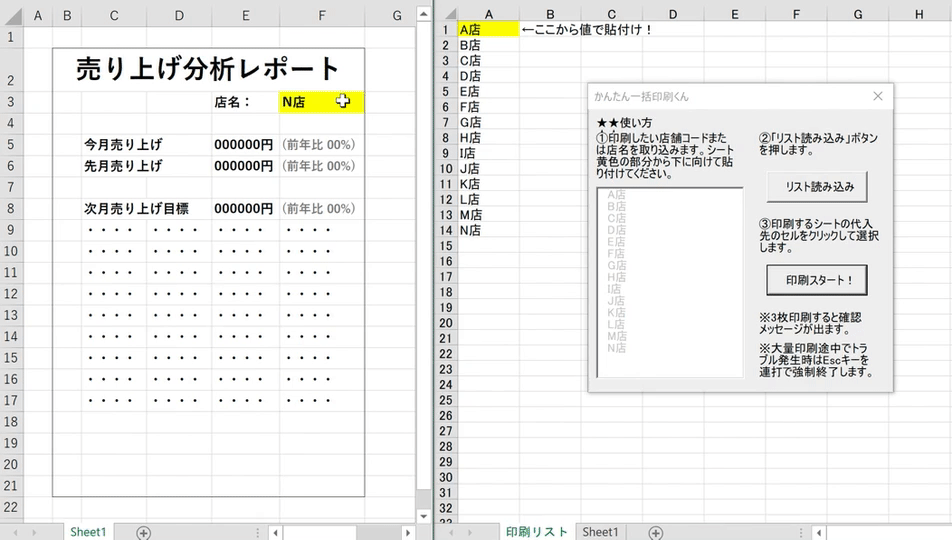 A B C D E F G
1
2 売り上げ分析レポート
3 店名： N店
4
5 今月売り上げ 000000円 (前年比 00%)
6 先月売り上げ 000000円 (前年比 00%)
7
8 次月売り上げ目標 000000円 (前年比 00%)
9 ・・・・ ・・・・ ・・・・ ・・・・
10 ・・・・ ・・・・ ・・・・ ・・・・
11 ・・・・ ・・・・ ・・・・ ・・・・
12 ・・・・ ・・・・ ・・・・ ・・・・
13 ・・・・ ・・・・ ・・・・ ・・・・
14 ・・・・ ・・・・ ・・・・ ・・・・
15 ・・・・ ・・・・ ・・・・ ・・・・
16 ・・・・ ・・・・ ・・・・ ・・・・
17 ・・・・ ・・・・ ・・・・ ・・・・
18
19
20
21
22
Sheet1
A B C D E F G H
1 A店 ←ここから値で貼付け！
2 B店
3 C店
4 D店
5 E店
6 F店
7 G店
8 H店
9 I店
10 J店
11 K店
12 L店
13 M店
14 N店
15
16
17
18
19
20
21
22
23
24
25
26
27
28
29
30
31
32
印刷リスト Sheet1
かんたん一括印刷くん
★★使い方
①印刷したい店舗コードまた
は店名を取り込みます。シート
黄色の部分から下に向けて貼
り付けてください。
A店
B店
C店
D店
E店
F店
G店
H店
I店
J店
K店
L店
M店
N店
②「リスト読み込み」ボタン
を押します。
リスト読み込み
③印刷するシートの代入
先のセルをクリックして選択
します。
印刷スタート！
※3枚印刷すると確認
メッセージが出ます。
※大量印刷途中でトラ
ブル発生時はEscキーを
連打で強制終了します。